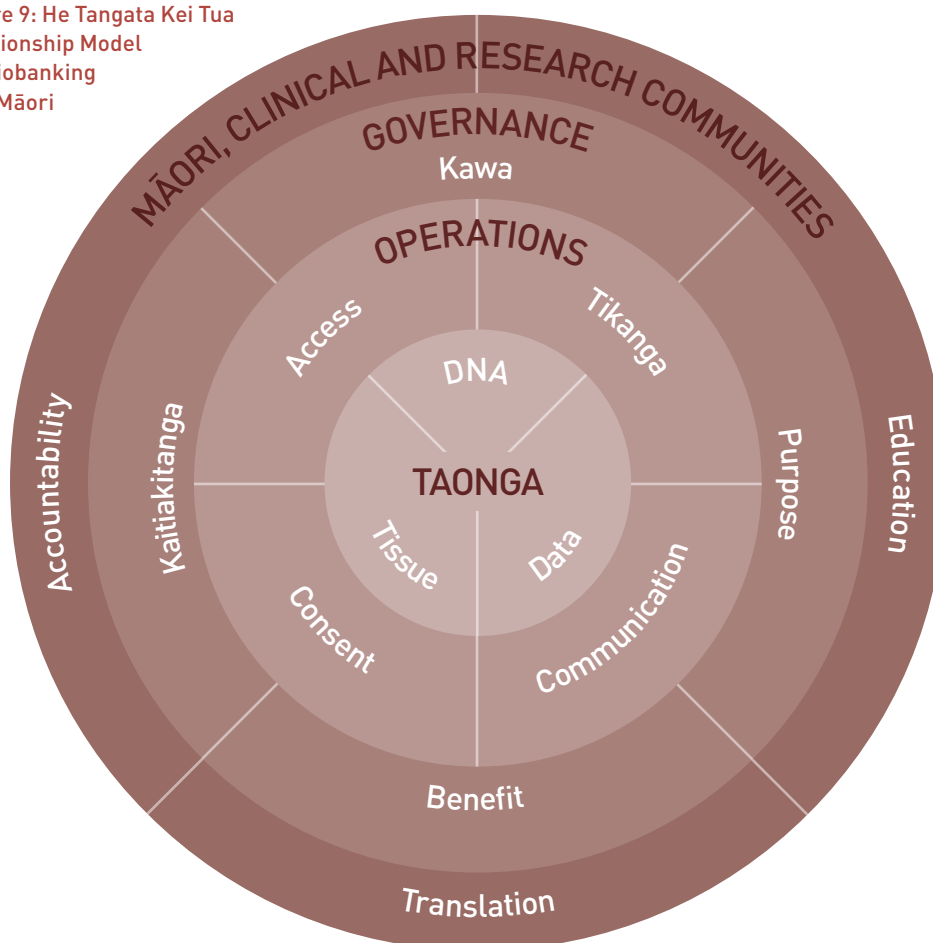 re 9: He Tangata Kei Tua
ionship Model
iobanking
Māori
MĀORI, CLINICAL AND RESEARCH COMMUNITIES
GOVERNANCE
Kawa
OPERATIONS
Access
Tikanga
DNA
Accountability
Kaitiakitanga
TAONGA
Purpose
Education
Tissue
Data
Consent
Communication
Benefit
Translation